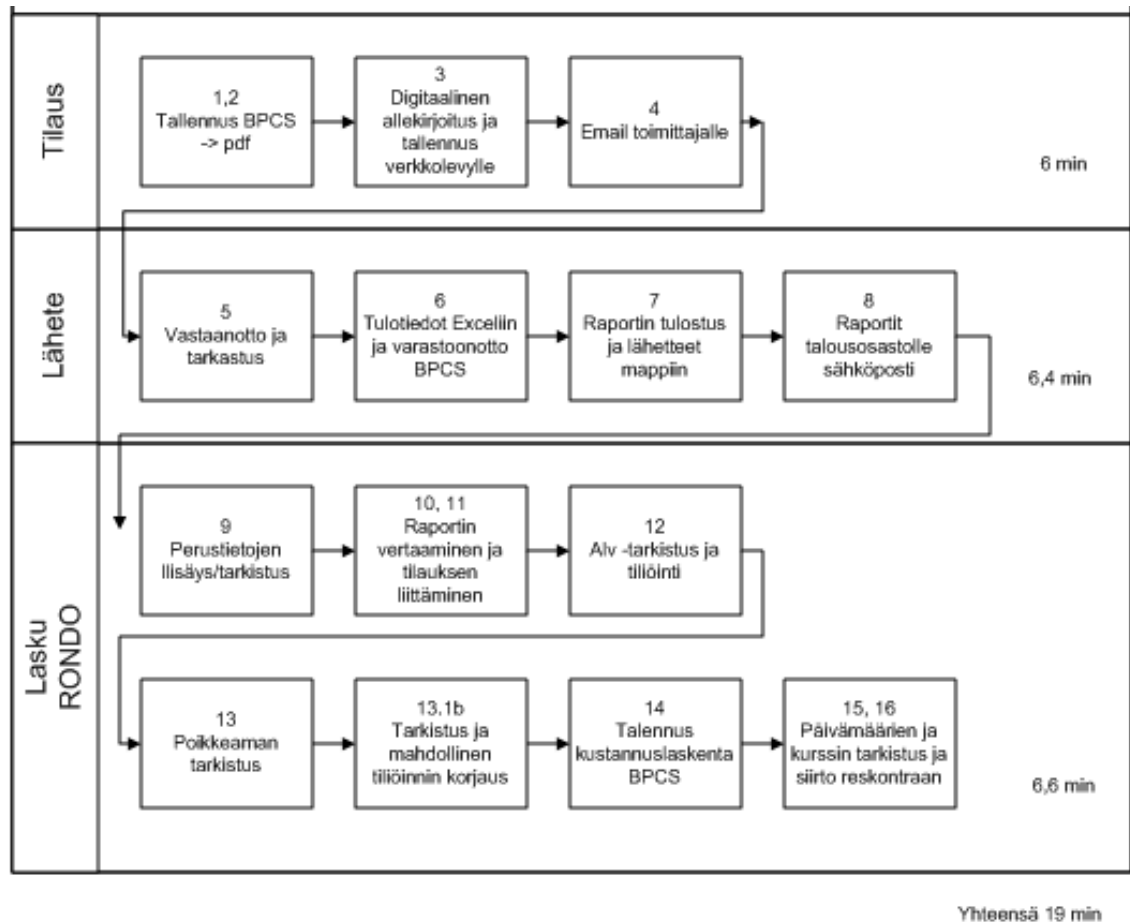 Tilaus
1,2
Tallennus BPCS
-> pdf
3
Digitaalinen
allekirjoitus ja
tallennus
verkkolevylle
4
Email toimittajalle
6 min
Lähete
5
Vastaanotto ja
tarkastus
6
Tulotiedot Exceliin
ja varastoonotto
BPCS
7
Raportin tulostus
ja lähetteet
mappiin
8
Raportit
talousosastolle
sähköposti
6,4 min
Lasku
RONDO
9
Perustietojen
llisäys/tarkistus
10, 11
Raportin
vertaaminen ja
tilauksen
liittäminen
12
Alv -tarkistus ja
tiliöinti
13
Poikkeaman
tarkistus
13.1b
Tarkistus ja
mahdollinen
tiliöinnin korjaus
14
Talennus
kustannuslaskenta
BPCS
15, 16
Päivämäärien ja
kurssin tarkistus ja
siirto reskontraan
6,6 min
Yhteensä 19 min